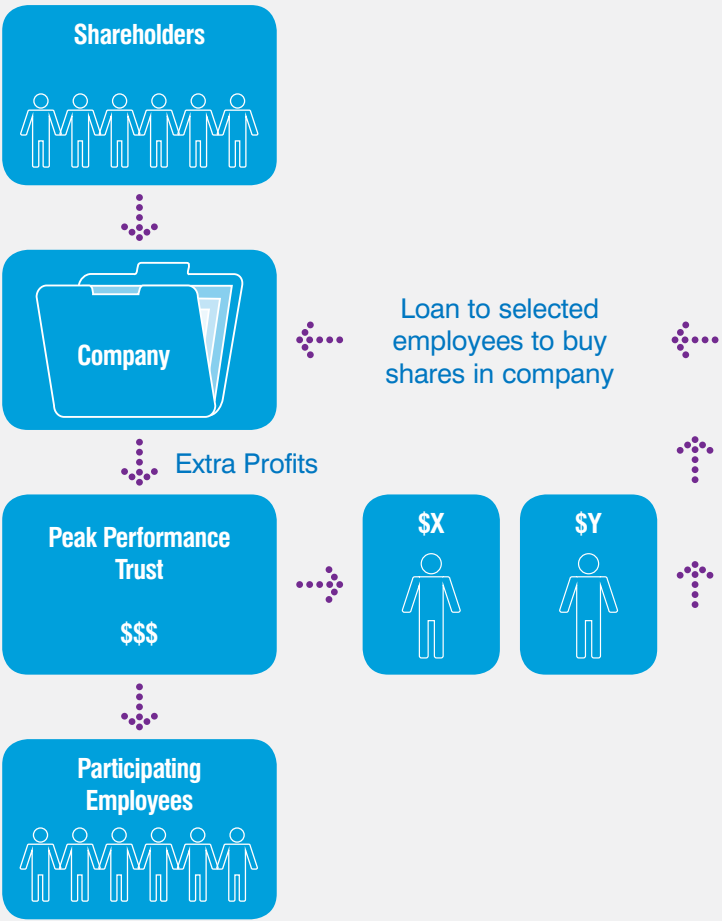 Shareholders
Company
Loan to selected
employees to buy
shares in company
Extra Profits
Peak Performance
Trust
$$$
$X
$Y
Participating
Employees